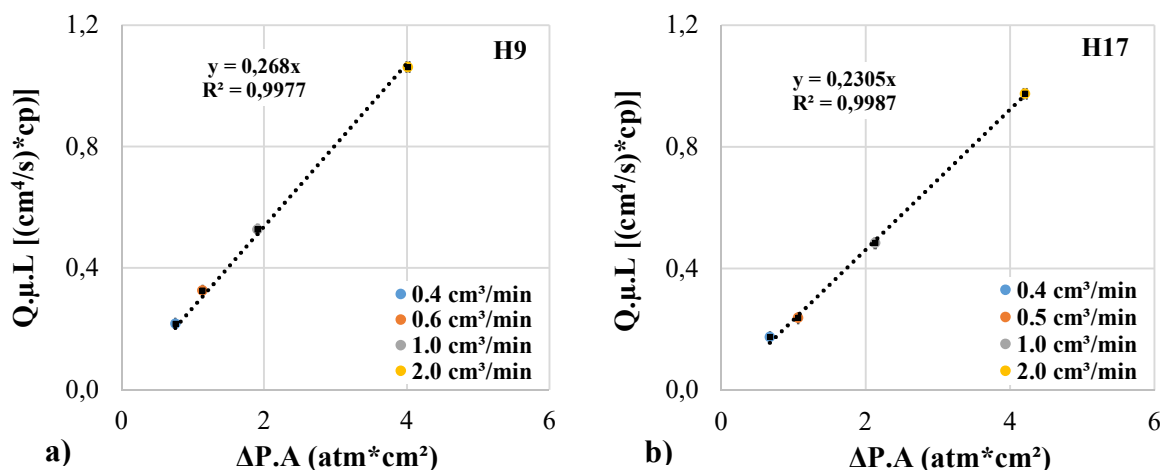 H9
y = 0,268x
R² = 0,9977
1,2
0,8
0,4
0,0
Q.µ.L [(cm⁴/s)*cp)]
0.4 cm³/min
0.6 cm³/min
1.0 cm³/min
2.0 cm³/min
0 2 4 6
a) ΔP.A (atm*cm²)
H17
y = 0,2305x
R² = 0,9987
1,2
0,8
0,4
0,0
Q.µ.L [(cm⁴/s)*cp)]
0.4 cm³/min
0.5 cm³/min
1.0 cm³/min
2.0 cm³/min
0 2 4 6
b) ΔP.A (atm*cm²)